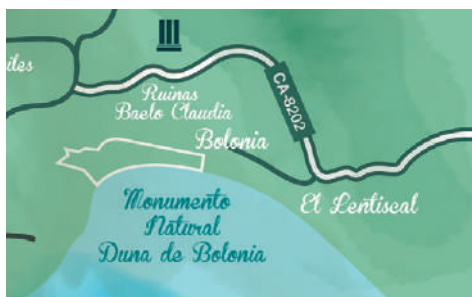 iles
Ruinas
Baelo Claudia
Bolonia
CA-8202
El Lentiscal
Monumento
Natural
Duna de Bolonia